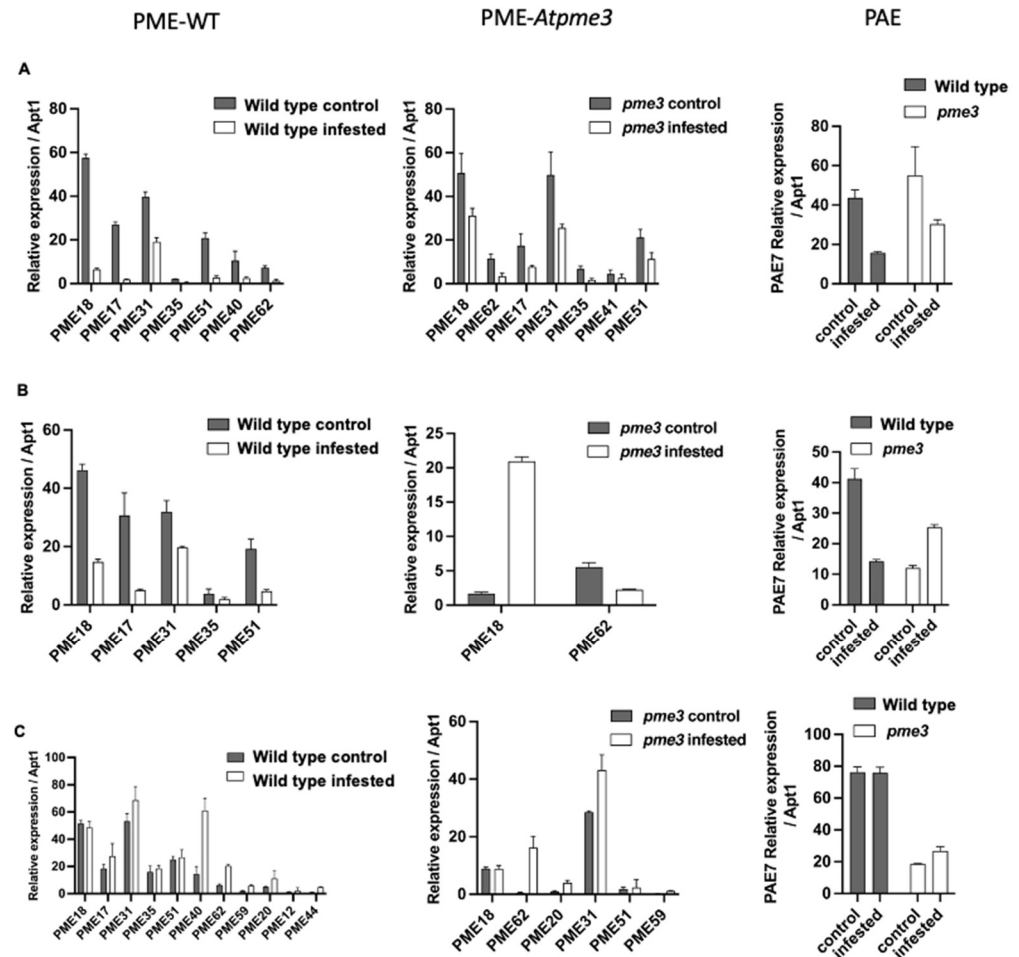 PME-WT
PME-Atpme3
PAE
A
Relative expression / Apt1
80
60
40
20
0
Wild type control
Wild type infested
PME18
PME17
PME31
PME35
PME51
PME40
PME62
Relative expression / Apt1
80
60
40
20
0
pme3 control
pme3 infested
PME18
PME62
PME17
PME31
PME35
PME41
PME51
PAE7 Relative expression
/ Apt1
80
60
40
20
0
Wild type
pme3
control
infested
control
infested
B
Relative expression / Apt1
60
40
20
0
Wild type control
Wild type infested
PME18
PME17
PME31
PME35
PME51
Relative expression / Apt1
25
20
15
10
5
0
pme3 control
pme3 infested
PME18
PME62
PAE7 Relative expression
/ Apt1
50
40
30
20
10
0
Wild type
pme3
control
infested
control
infested
C
Relative expression / Apt1
100
80
60
40
20
0
Wild type control
Wild type infested
PME18
PME17
PME31
PME35
PME51
PME40
PME62
PME59
PME20
PME12
PME44
Relative expression / Apt1
60
40
20
0
pme3 control
pme3 infested
PME18
PME62
PME20
PME31
PME51
PME59
PAE7 Relative expression
/ Apt1
100
80
60
40
20
0
Wild type
pme3
control
infested
control
infested